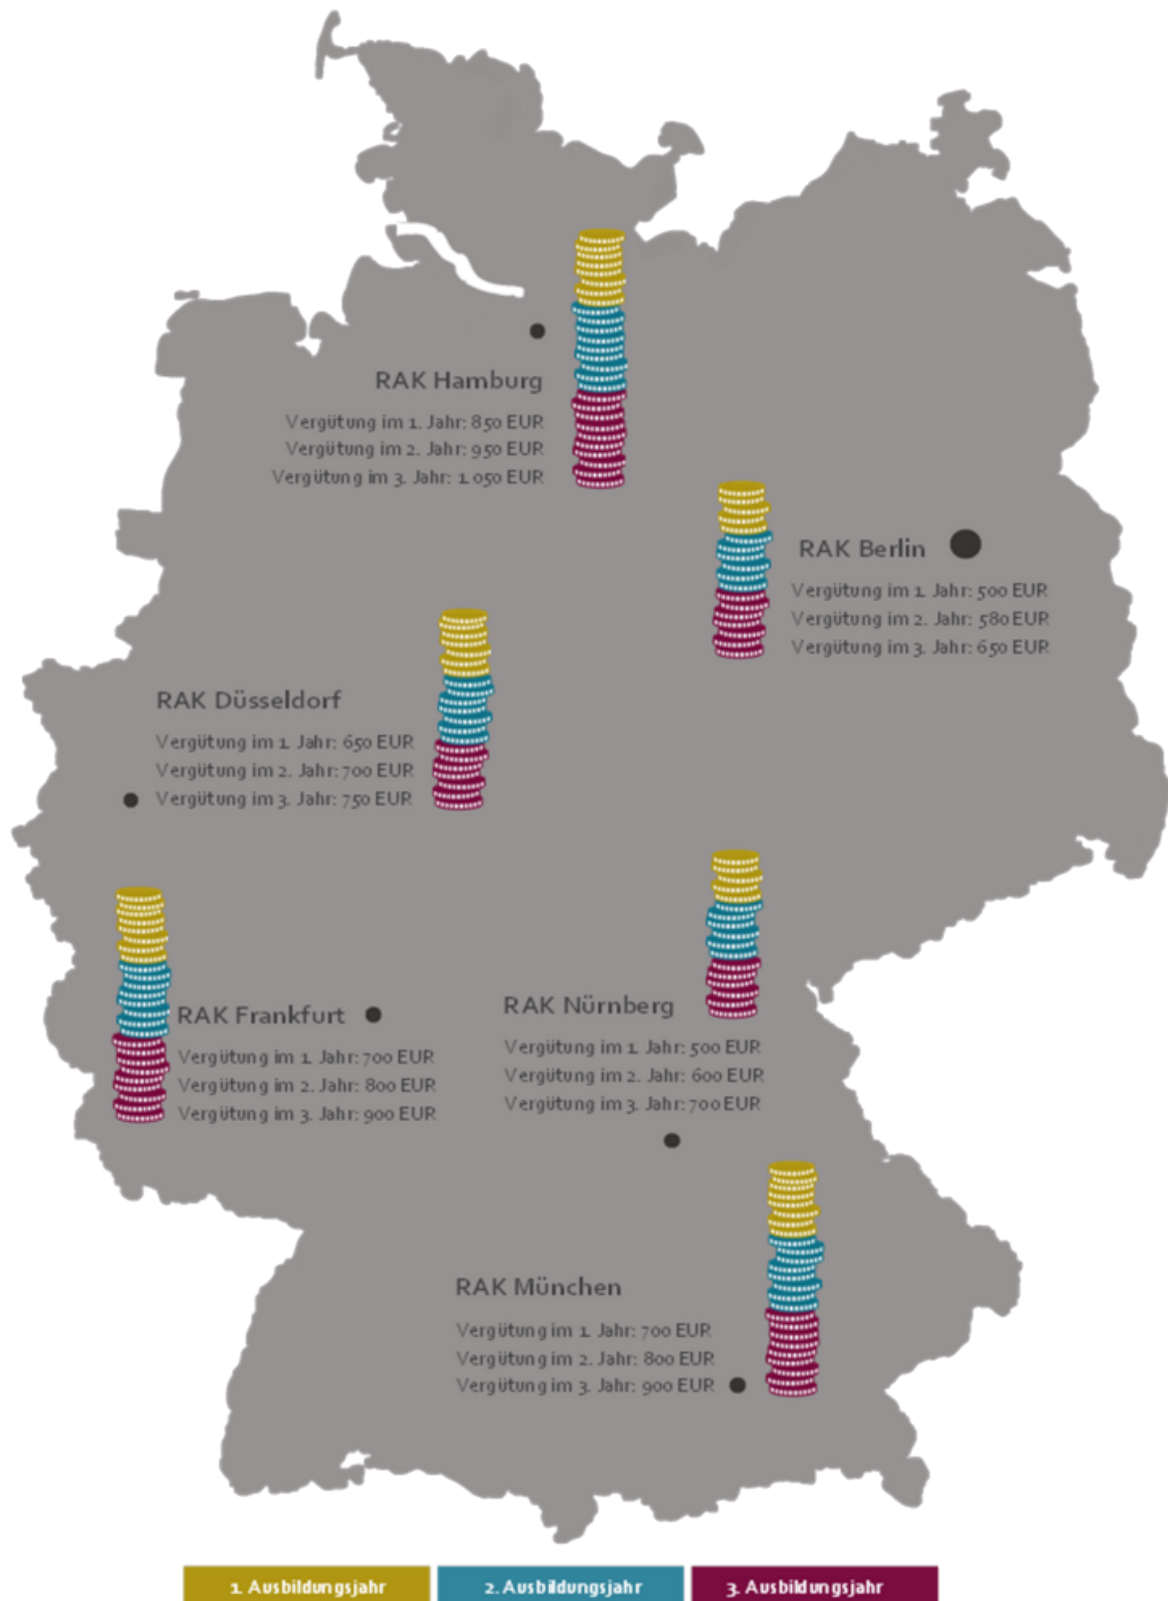 RAK Hamburg
Vergütung im 1. Jahr: 850 EUR
Vergütung im 2. Jahr: 950 EUR
Vergütung im 3. Jahr: 1.050 EUR
RAK Berlin
Vergütung im 1. Jahr: 500 EUR
Vergütung im 2. Jahr: 580 EUR
Vergütung im 3. Jahr: 650 EUR
RAK Düsseldorf
Vergütung im 1. Jahr: 650 EUR
Vergütung im 2. Jahr: 700 EUR
Vergütung im 3. Jahr: 750 EUR
RAK Frankfurt
Vergütung im 1. Jahr: 700 EUR
Vergütung im 2. Jahr: 800 EUR
Vergütung im 3. Jahr: 900 EUR
RAK Nürnberg
Vergütung im 1. Jahr: 500 EUR
Vergütung im 2. Jahr: 600 EUR
Vergütung im 3. Jahr: 700 EUR
RAK München
Vergütung im 1. Jahr: 700 EUR
Vergütung im 2. Jahr: 800 EUR
Vergütung im 3. Jahr: 900 EUR
1. Ausbildungsjahr
2. Ausbildungsjahr
3. Ausbildungsjahr